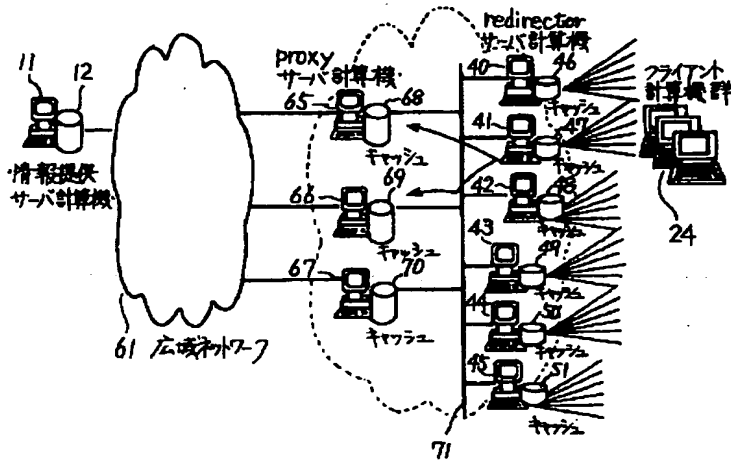 11
12
情報提供
サーバ計算機
61 広域ネットワーク
proxy
サーバ計算機
65
68
キャッシュ
66
69
キャッシュ
67
70
キャッシュ
redirector
サーバ計算機
40
46
キャッシュ
41
47
キャッシュ
42
48
キャッシュ
43
49
キャッシュ
44
50
キャッシュ
45
51
キャッシュ
71
クライアント
計算機群
24